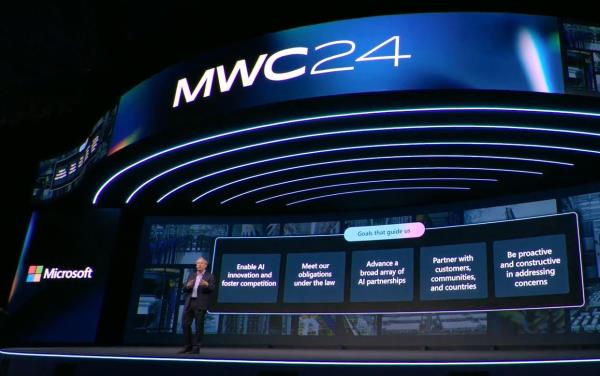 MWC24
Microsoft
Goals that guide us
Enable AI
innovation and
foster competition
Meet our
obligations
under the law
Advance a
broad array of
AI partnerships
Partner with
customers,
communities,
and countries
Be proactive
and constructive
in addressing
concerns